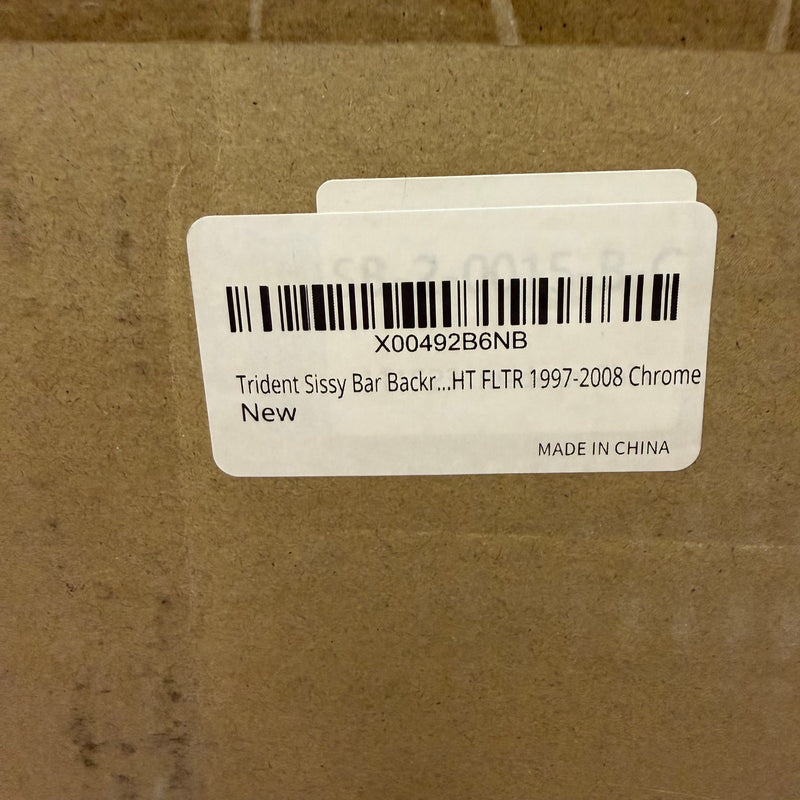 X00492B6NB
Trident Sissy Bar Backr...HT FLTR 1997-2008 Chrome
New
MADE IN CHINA